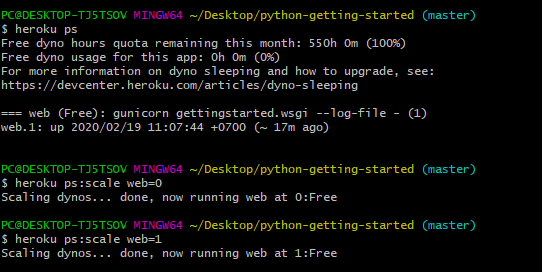 PC@DESKTOP-TJ5TSOV MINGW64 ~/Desktop/python-getting-started (master)
$ heroku ps
Free dyno hours quota remaining this month: 550h 0m (100%)
Free dyno usage for this app: 0h 0m (0%)
For more information on dyno sleeping and how to upgrade, see:
https://devcenter.heroku.com/articles/dyno-sleeping
=== web (Free): gunicorn gettingstarted.wsgi --log-file - (1)
web.1: up 2020/02/19 11:07:44 +0700 (~ 17m ago)
PC@DESKTOP-TJ5TSOV MINGW64 ~/Desktop/python-getting-started (master)
$ heroku ps:scale web=0
Scaling dynos... done, now running web at 0:Free
PC@DESKTOP-TJ5TSOV MINGW64 ~/Desktop/python-getting-started (master)
$ heroku ps:scale web=1
Scaling dynos... done, now running web at 1:Free